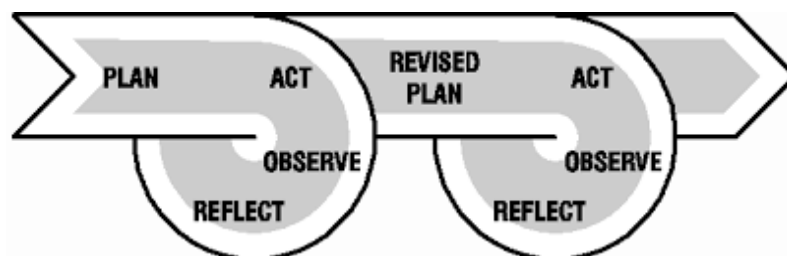 PLAN
ACT
OBSERVE
REFLECT
REVISED
PLAN
ACT
OBSERVE
REFLECT